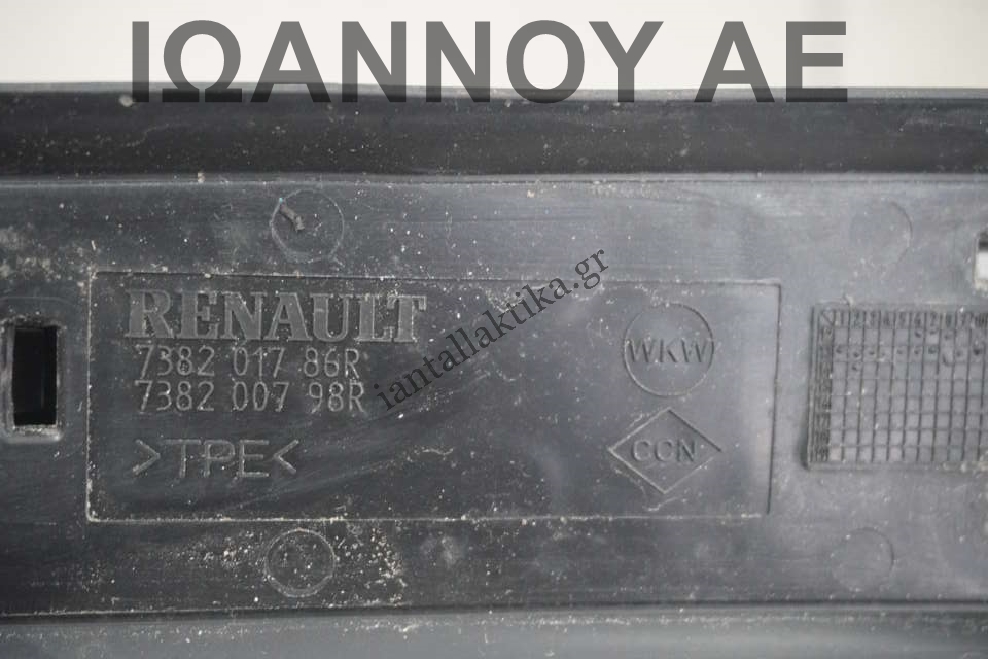 ΙΩΑΝΝΟΥ ΑΕ
iantallaktika.gr
RENAULT
7382 017 86R
7382 007 98R
>TPE<
WKW
CCN